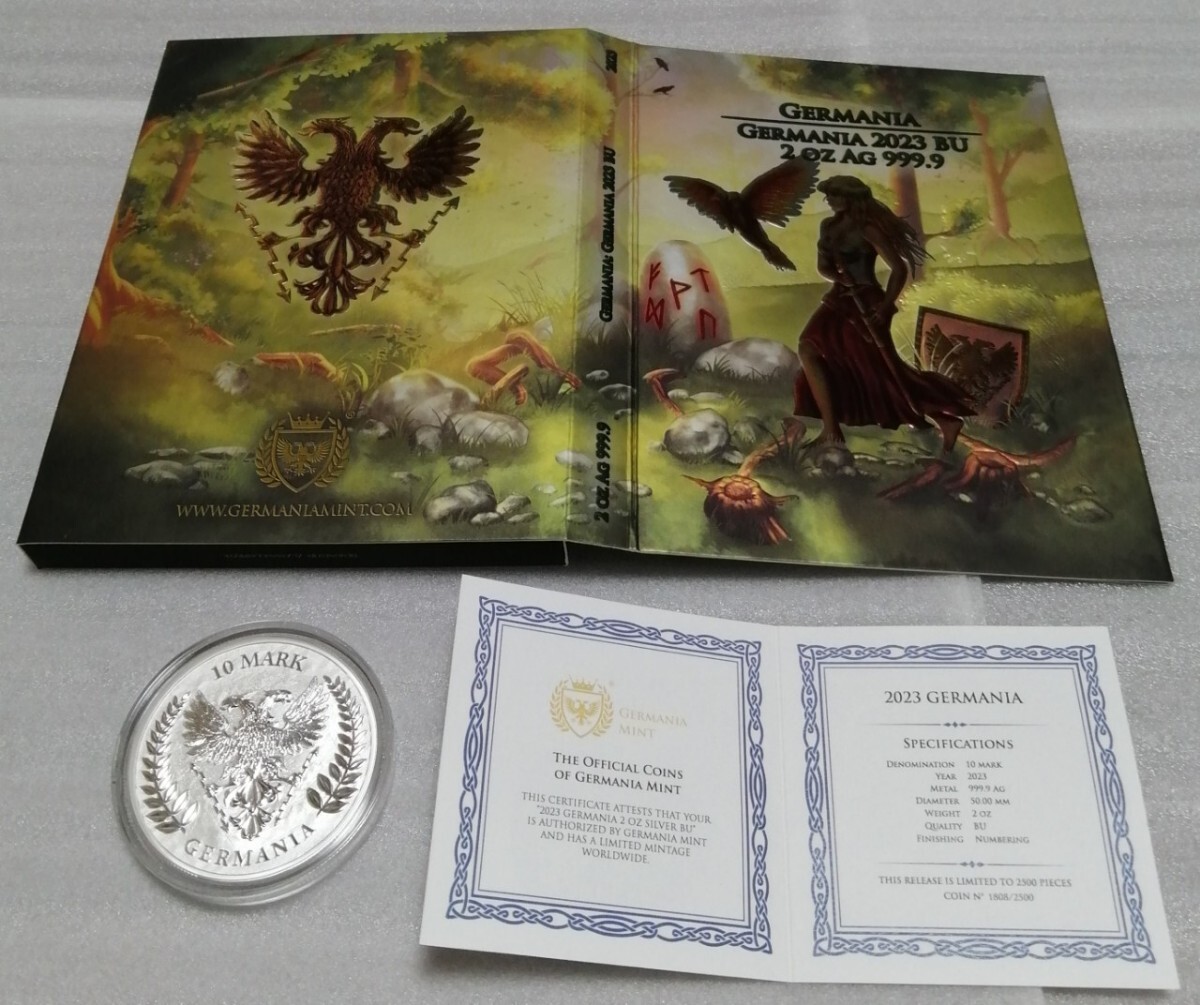 GERMANIA
GERMANIA 2023 BU
2 OZ AG 999.9
2023
GERMANIA: GERMANIA 2023 BU
2 OZ AG 999.9
ᚠ ᚹ ᛏ
ᛞ ᚢ
®
WWW.GERMANIAMINT.COM
10 MARK
GERMANIA
®
GERMANIA
MINT
THE OFFICIAL COINS
OF GERMANIA MINT
THIS CERTIFICATE ATTESTS THAT YOUR
"2023 GERMANIA 2 OZ SILVER BU"
IS AUTHORIZED BY GERMANIA MINT
AND HAS A LIMITED MINTAGE
WORLDWIDE.
2023 GERMANIA
SPECIFICATIONS
DENOMINATION 10 MARK
YEAR 2023
METAL 999.9 AG
DIAMETER 50.00 MM
WEIGHT 2 OZ
QUALITY BU
FINISHING NUMBERING
THIS RELEASE IS LIMITED TO 2500 PIECES
COIN N° 1808/2500